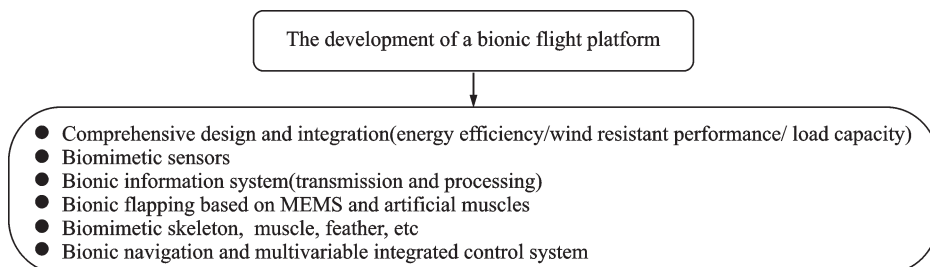 The development of a bionic flight platform
● Comprehensive design and integration(energy efficiency/wind resistant performance/ load capacity)
● Biomimetic sensors
● Bionic information system(transmission and processing)
● Bionic flapping based on MEMS and artificial muscles
● Biomimetic skeleton, muscle, feather, etc
● Bionic navigation and multivariable integrated control system